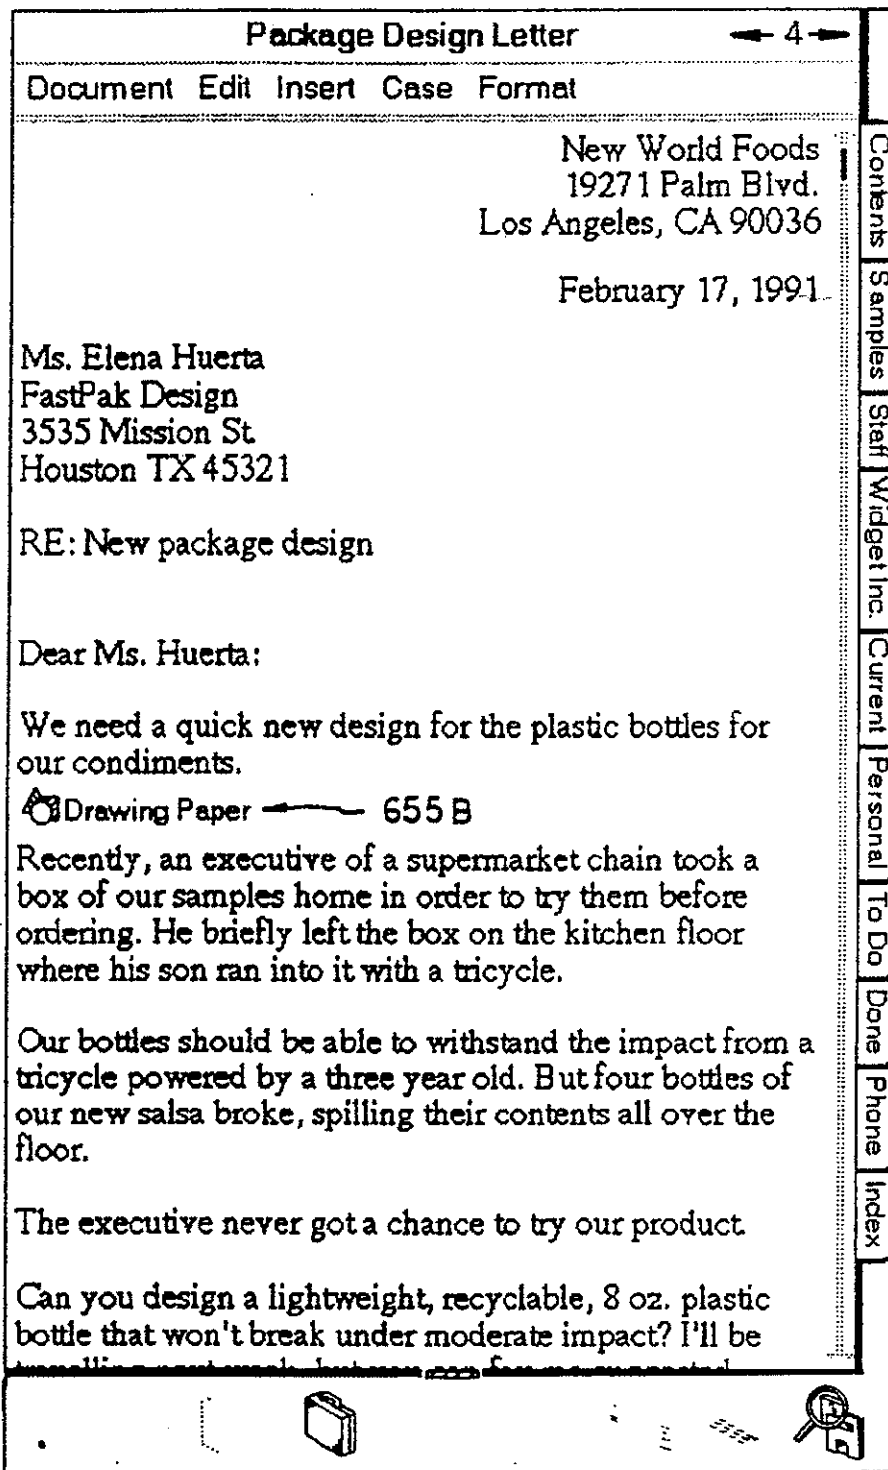 Package Design Letter 4
Document Edit Insert Case Format
New World Foods
19271 Palm Blvd.
Los Angeles, CA 90036
February 17, 1991
Ms. Elena Huerta
FastPak Design
3535 Mission St.
Houston TX 45321
RE: New package design
Dear Ms. Huerta:
We need a quick new design for the plastic bottles for
our condiments.
Drawing Paper 655B
Recently, an executive of a supermarket chain took a
box of our samples home in order to try them before
ordering. He briefly left the box on the kitchen floor
where his son ran into it with a tricycle.
Our bottles should be able to withstand the impact from a
tricycle powered by a three year old. But four bottles of
our new salsa broke, spilling their contents all over the
floor.
The executive never got a chance to try our product.
Can you design a lightweight, recyclable, 8 oz. plastic
bottle that won't break under moderate impact? I'll be
Contents
Samples
Staff
Widget Inc.
Current
Personal
To Do
Done
Phone
Index